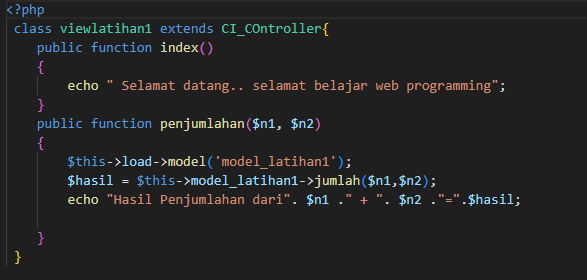 <?php
class viewlatihan1 extends CI_COntroller{
public function index()
{
echo " Selamat datang.. selamat belajar web programming";
}
public function penjumlahan($n1, $n2)
{
$this->load->model('model_latihan1');
$hasil = $this->model_latihan1->jumlah($n1,$n2);
echo "Hasil Penjumlahan dari". $n1 ." + ". $n2 ."=".$hasil;
}
}